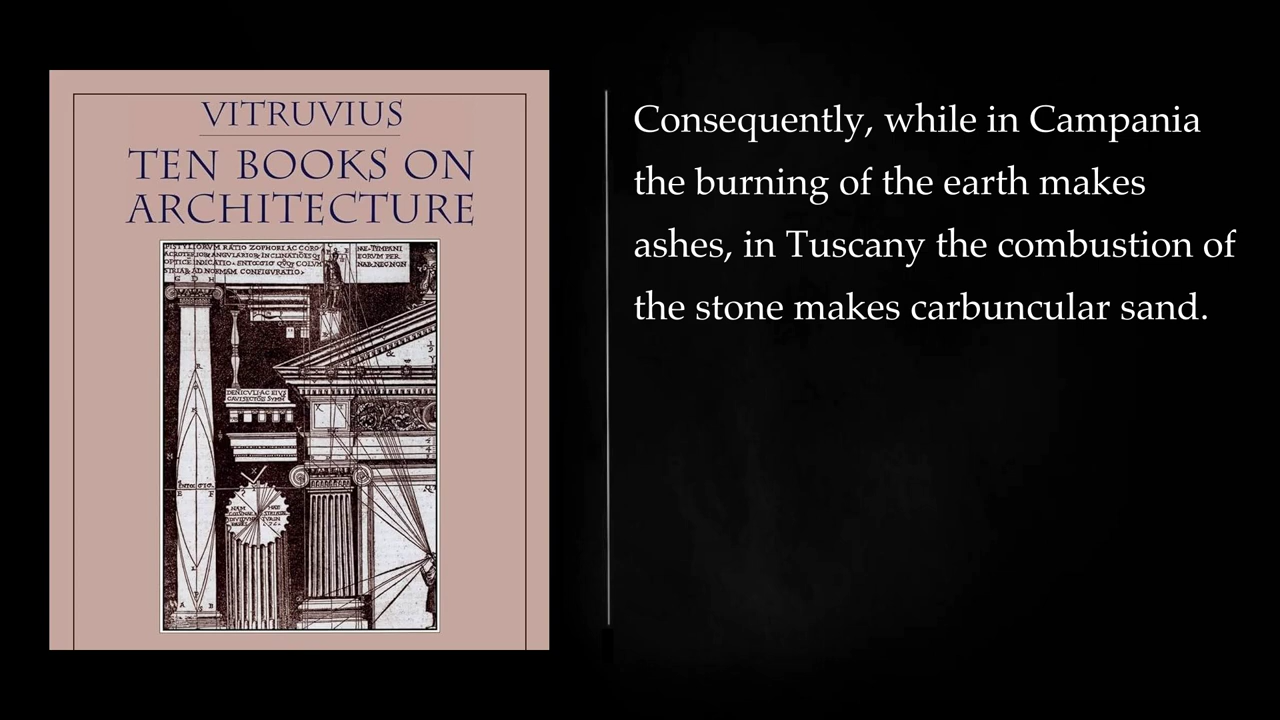 VITRUVIUS
TEN BOOKS ON
ARCHITECTURE
Consequently, while in Campania
the burning of the earth makes
ashes, in Tuscany the combustion of
the stone makes carbuncular sand.